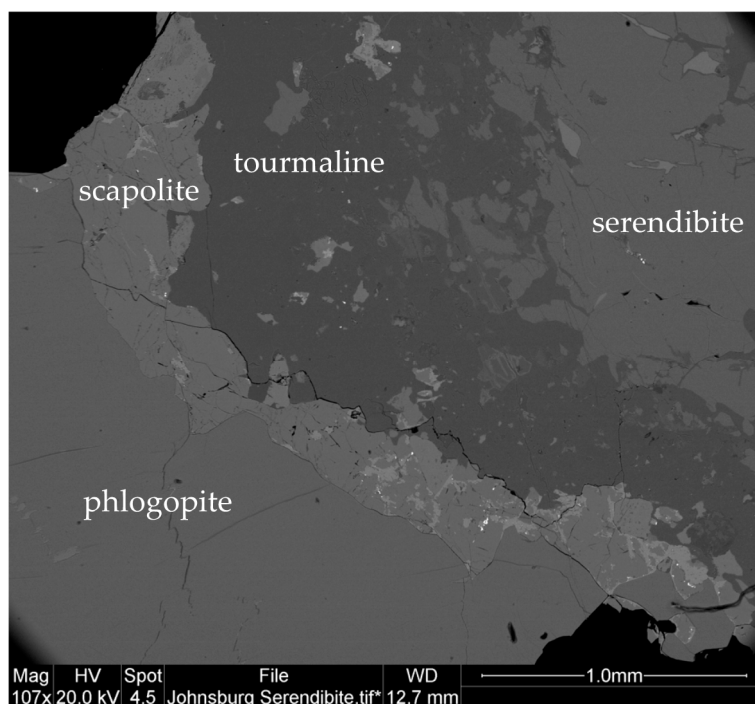 tourmaline
scapolite
serendibite
phlogopite
Mag HV Spot File WD 1.0mm
107x 20.0 kV 4.5 Johnsburg Serendibite.tif* 12.7 mm